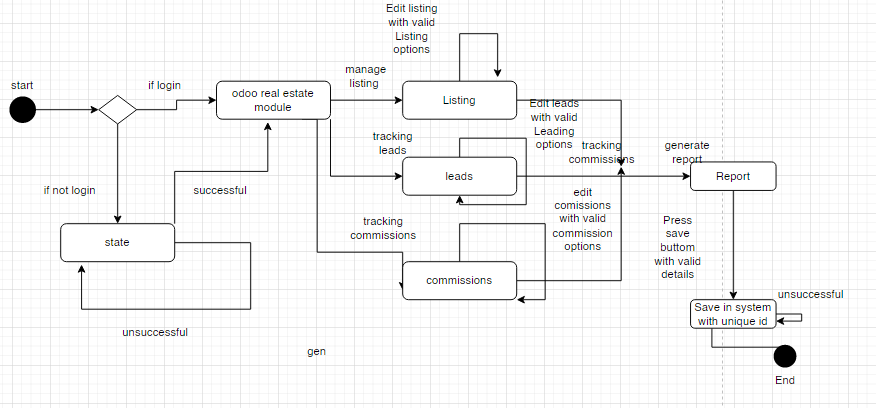 Edit listing
with valid
Listing
options
start
if login
manage
listing
odoo real estate
module
Listing
Edit leads
with valid
Leading
options
tracking
leads
tracking
commissions
generate
report
leads
Report
if not login
successful
edit
comissions
with valid
commission
options
tracking
commissions
Press
save
buttom
with valid
details
state
commissions
unsuccessful
Save in system
with unique id
unsuccessful
gen
End